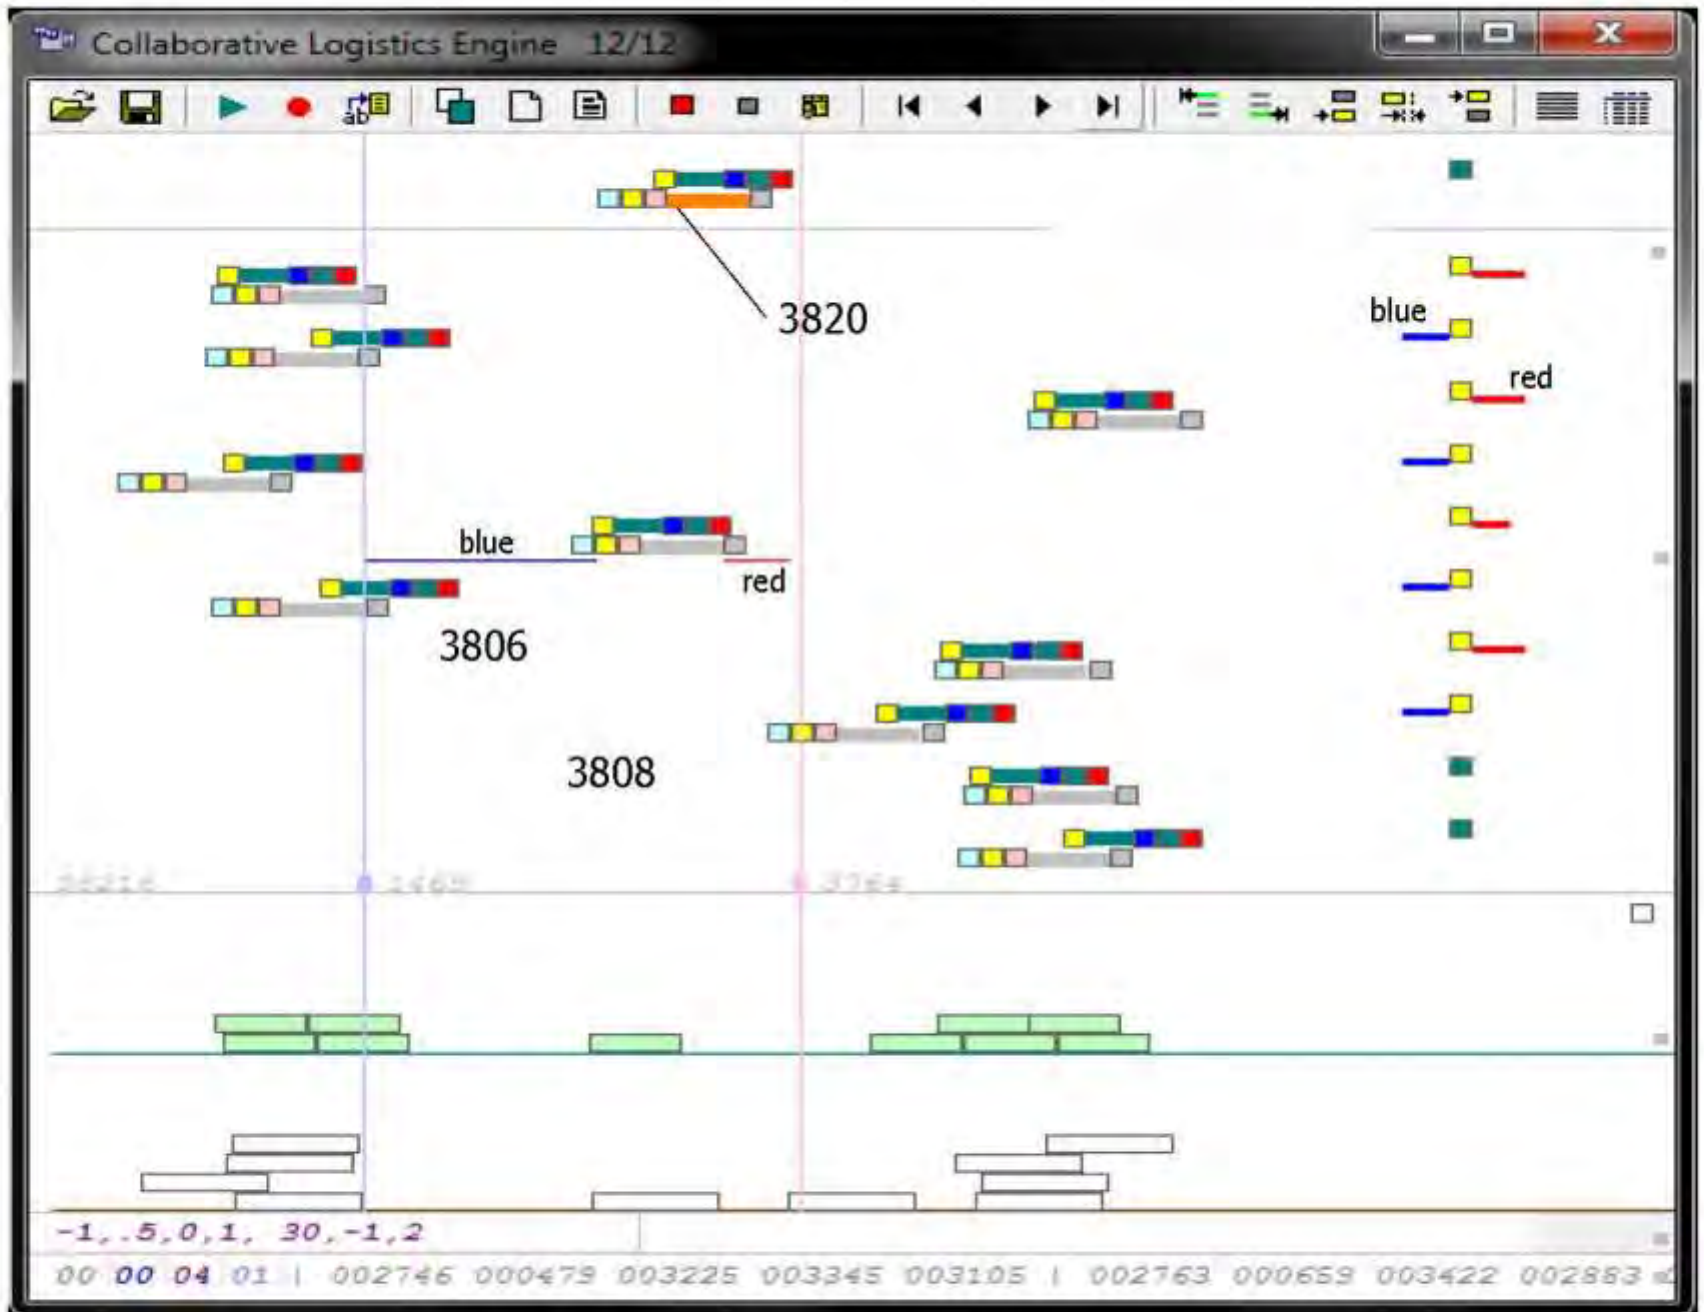 Collaborative Logistics Engine 12/12
ab
3820
blue
red
blue
red
3806
3808
-1,.5,0,1, 30,-1,2
00 00 04 01 | 002746 000479 003225 003345 003105 | 002763 000659 003422 002883